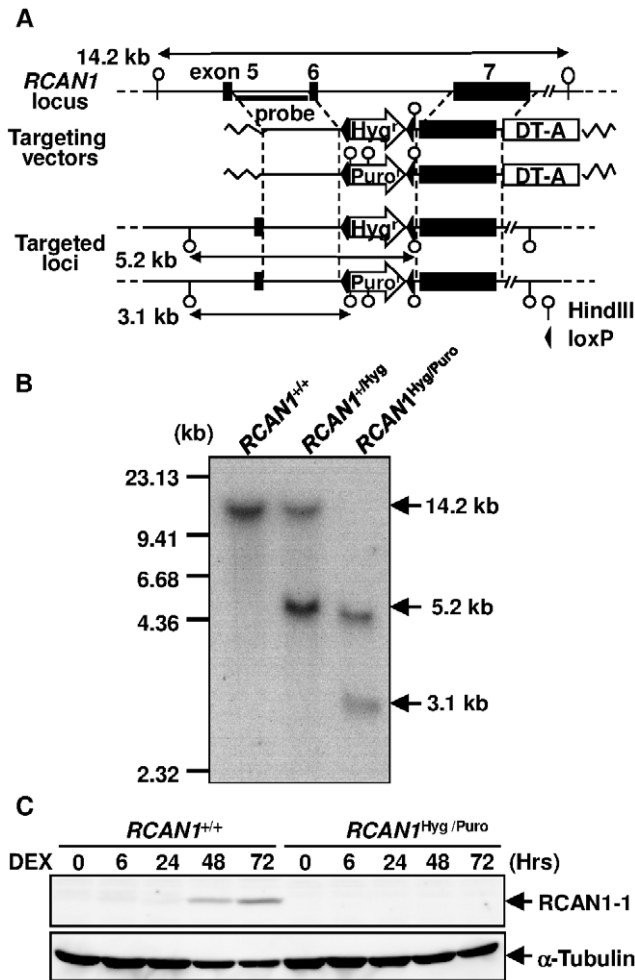 A
14.2 kb
exon 5 6 7
RCAN1 locus
probe
Targeting vectors
Hygʳ DT-A
Puroʳ DT-A
Targeted loci
Hygʳ
5.2 kb
Puroʳ
3.1 kb
HindIII
loxP
B
(kb) RCAN1+/+ RCAN1+/Hyg RCAN1Hyg/Puro
23.13
14.2 kb
9.41
6.68
5.2 kb
4.36
3.1 kb
2.32
C
RCAN1+/+ RCAN1Hyg /Puro
DEX 0 6 24 48 72 0 6 24 48 72 (Hrs)
RCAN1-1
α-Tubulin